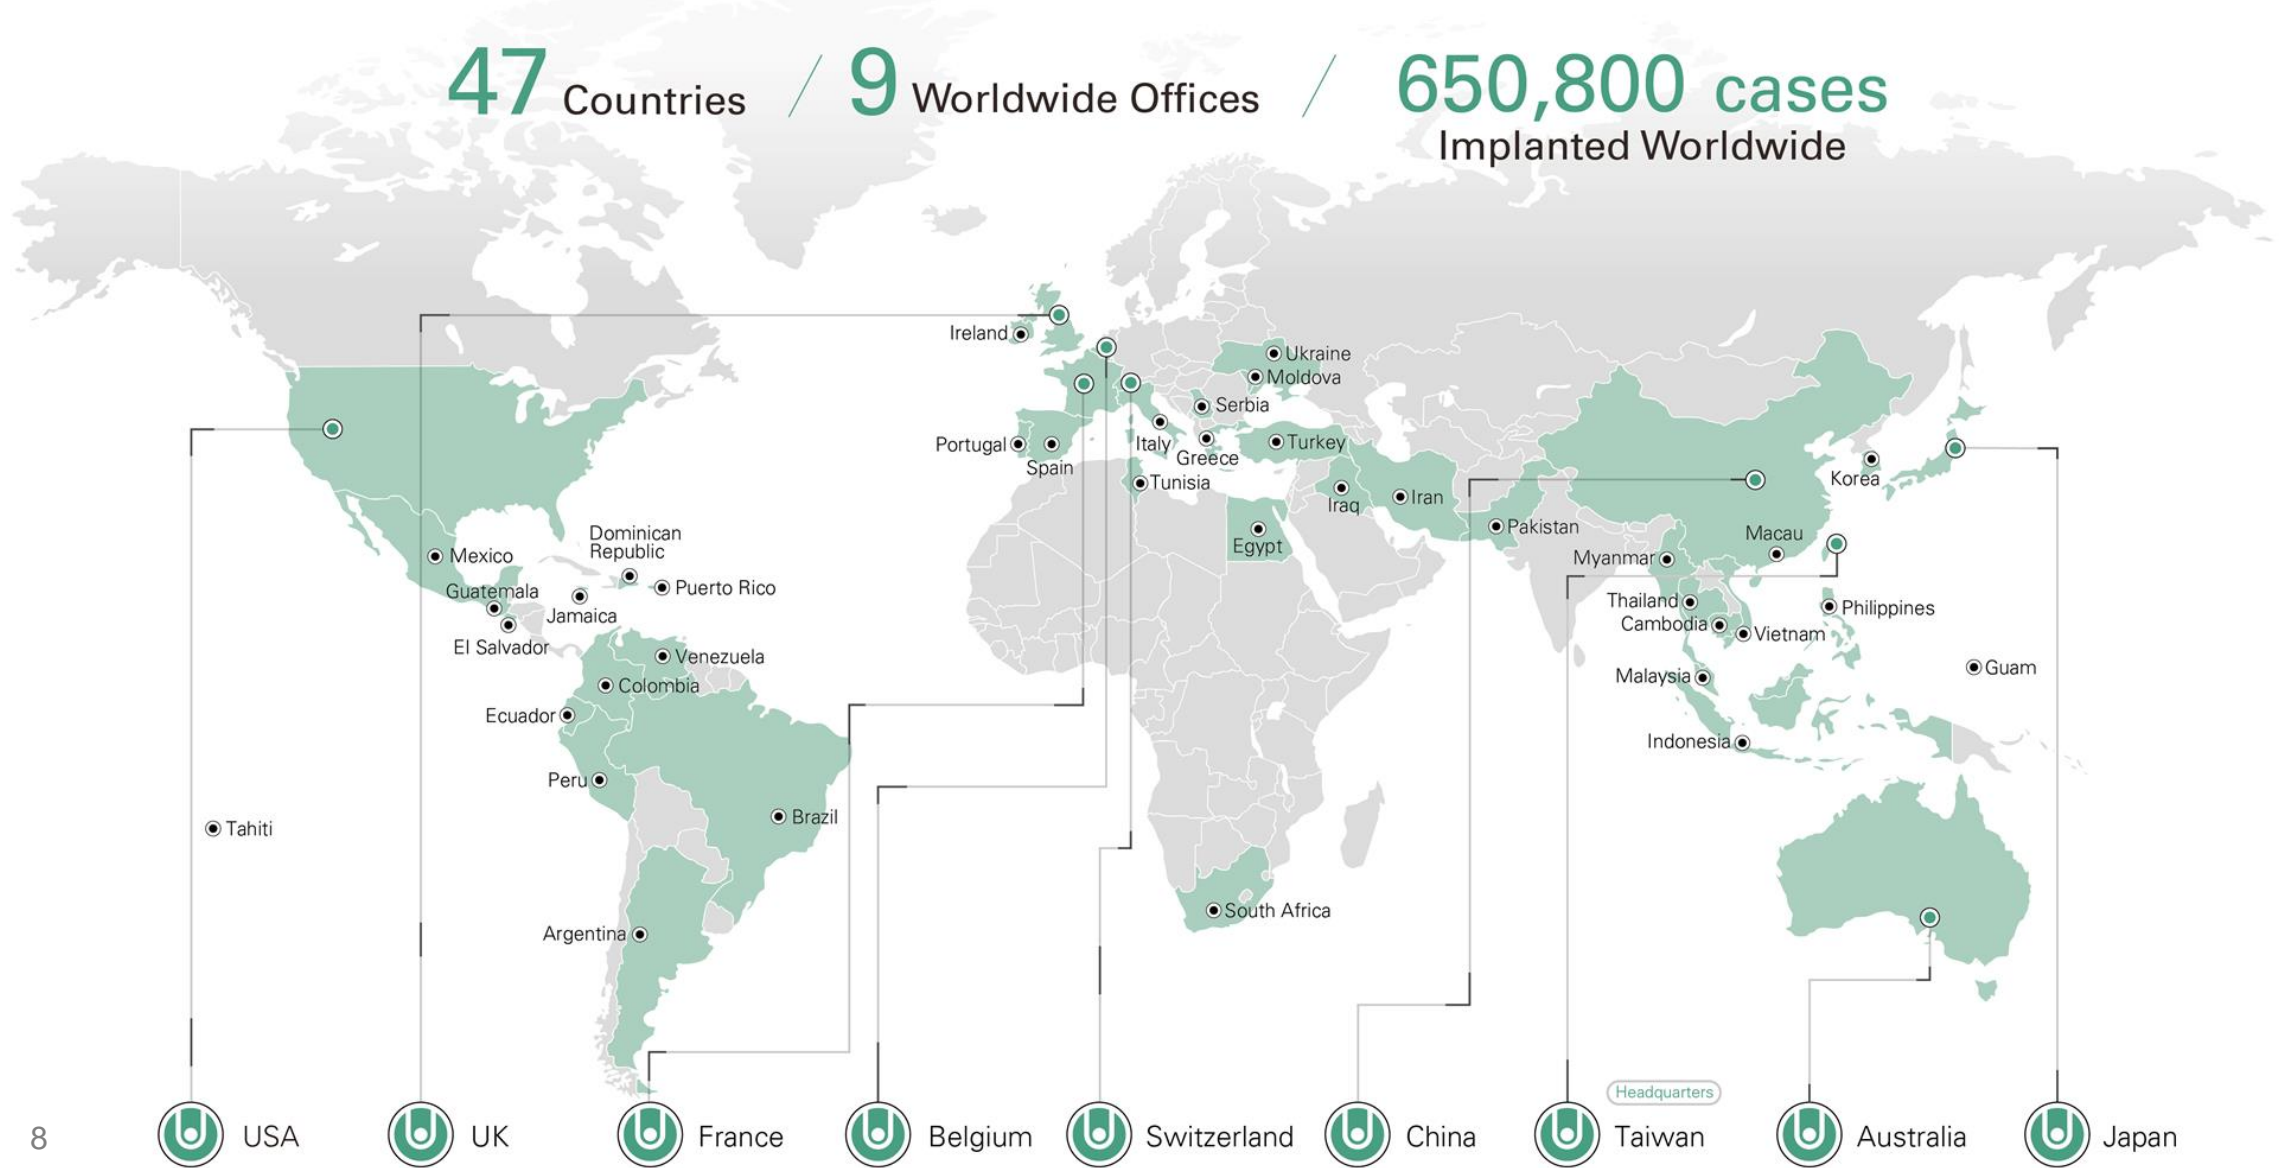 47 Countries / 9 Worldwide Offices / 650,800 cases
Implanted Worldwide
Ireland
Ukraine
Moldova
Serbia
Portugal
Spain
Italy
Greece
Turkey
Tunisia
Iraq
Iran
Egypt
Pakistan
Korea
Macau
Myanmar
Mexico
Dominican
Republic
Puerto Rico
Guatemala
Jamaica
El Salvador
Thailand
Cambodia
Vietnam
Philippines
Venezuela
Colombia
Ecuador
Malaysia
Guam
Indonesia
Peru
Brazil
Tahiti
South Africa
Argentina
Headquarters
8
USA
UK
France
Belgium
Switzerland
China
Taiwan
Australia
Japan